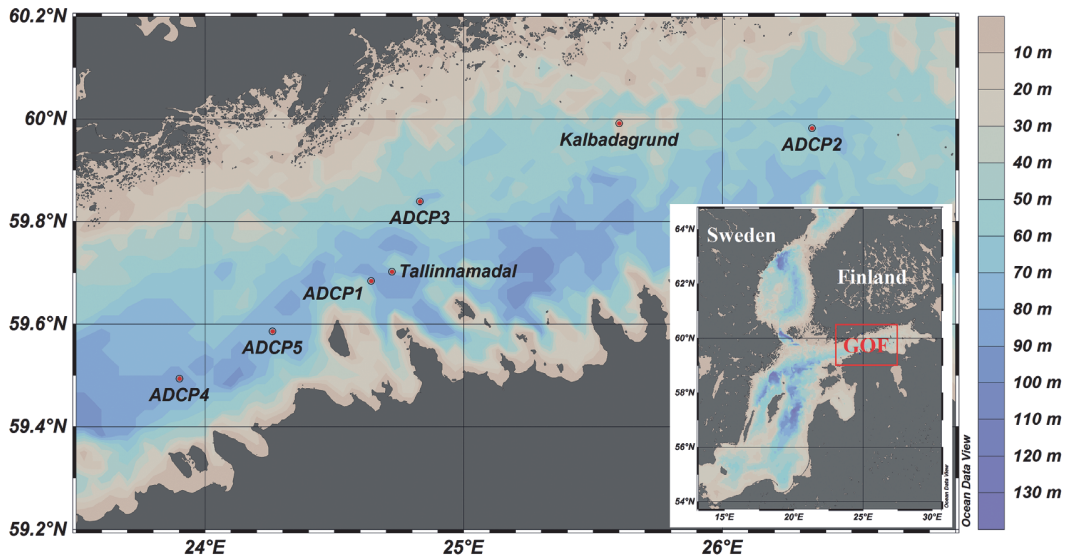 60.2°N
60°N
59.8°N
59.6°N
59.4°N
59.2°N
24°E
25°E
26°E
Kalbadagrund
ADCP2
ADCP3
Tallinnamadal
ADCP1
ADCP5
ADCP4
Sweden
Finland
GOF
64°N
62°N
60°N
58°N
56°N
54°N
15°E
20°E
25°E
30°E
Ocean Data View
Ocean Data View
10 m
20 m
30 m
40 m
50 m
60 m
70 m
80 m
90 m
100 m
110 m
120 m
130 m